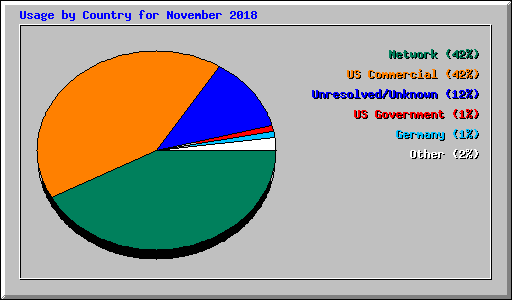 Usage by Country for November 2018
Network (42%)
US Commercial (42%)
Unresolved/Unknown (12%)
US Government (1%)
Germany (1%)
Other (2%)